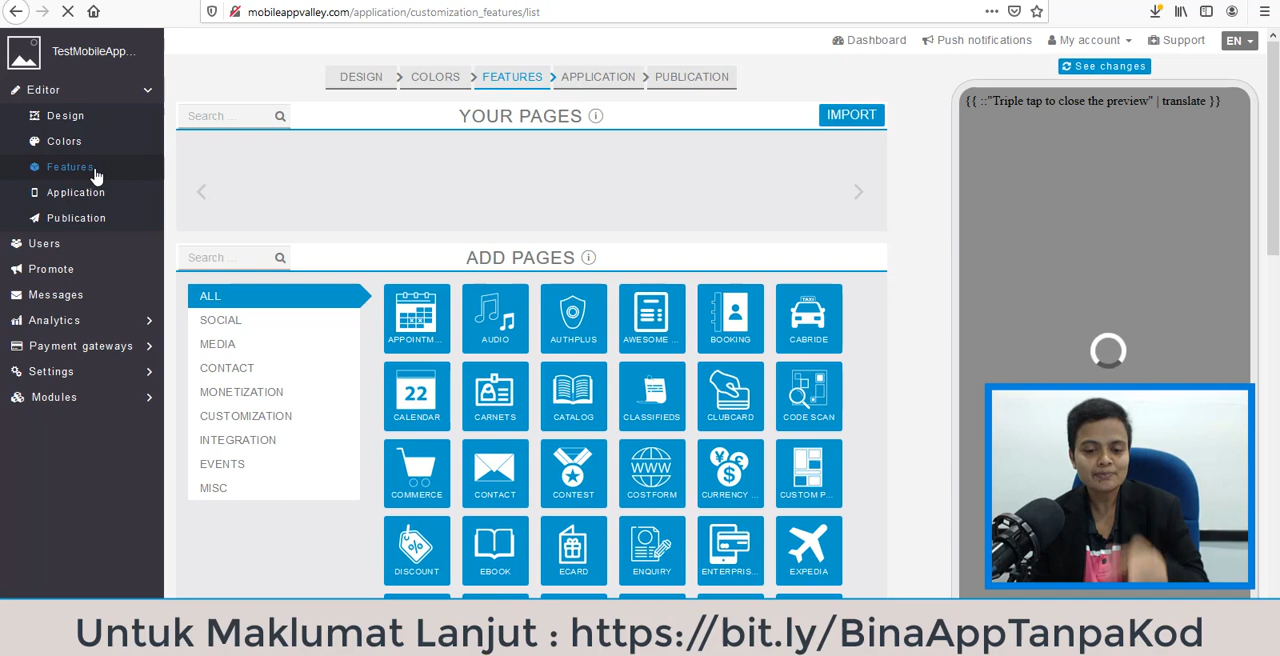 mobileappvalley.com/application/customization_features/list
TestMobileApp...
Dashboard
Push notifications
My account
Support
EN
See changes
Editor
Design
Colors
Features
Application
Publication
Users
Promote
Messages
Analytics
Payment gateways
Settings
Modules
DESIGN
COLORS
FEATURES
APPLICATION
PUBLICATION
Search ...
YOUR PAGES
IMPORT
Search ...
ADD PAGES
ALL
SOCIAL
MEDIA
CONTACT
MONETIZATION
CUSTOMIZATION
INTEGRATION
EVENTS
MISC
APPOINTM...
AUDIO
AUTHPLUS
AWESOME ...
BOOKING
TAXI
CABRIDE
22
CALENDAR
CARNETS
CATALOG
CLASSIFIEDS
CLUBCARD
CODE SCAN
COMMERCE
CONTACT
CONTEST
WWW
COSTFORM
CURRENCY ...
CUSTOM P...
DISCOUNT
EBOOK
ECARD
ENQUIRY
ENTERPRIS...
EXPEDIA
{{ ::"Triple tap to close the preview" | translate }}
Untuk Maklumat Lanjut : https://bit.ly/BinaAppTanpaKod